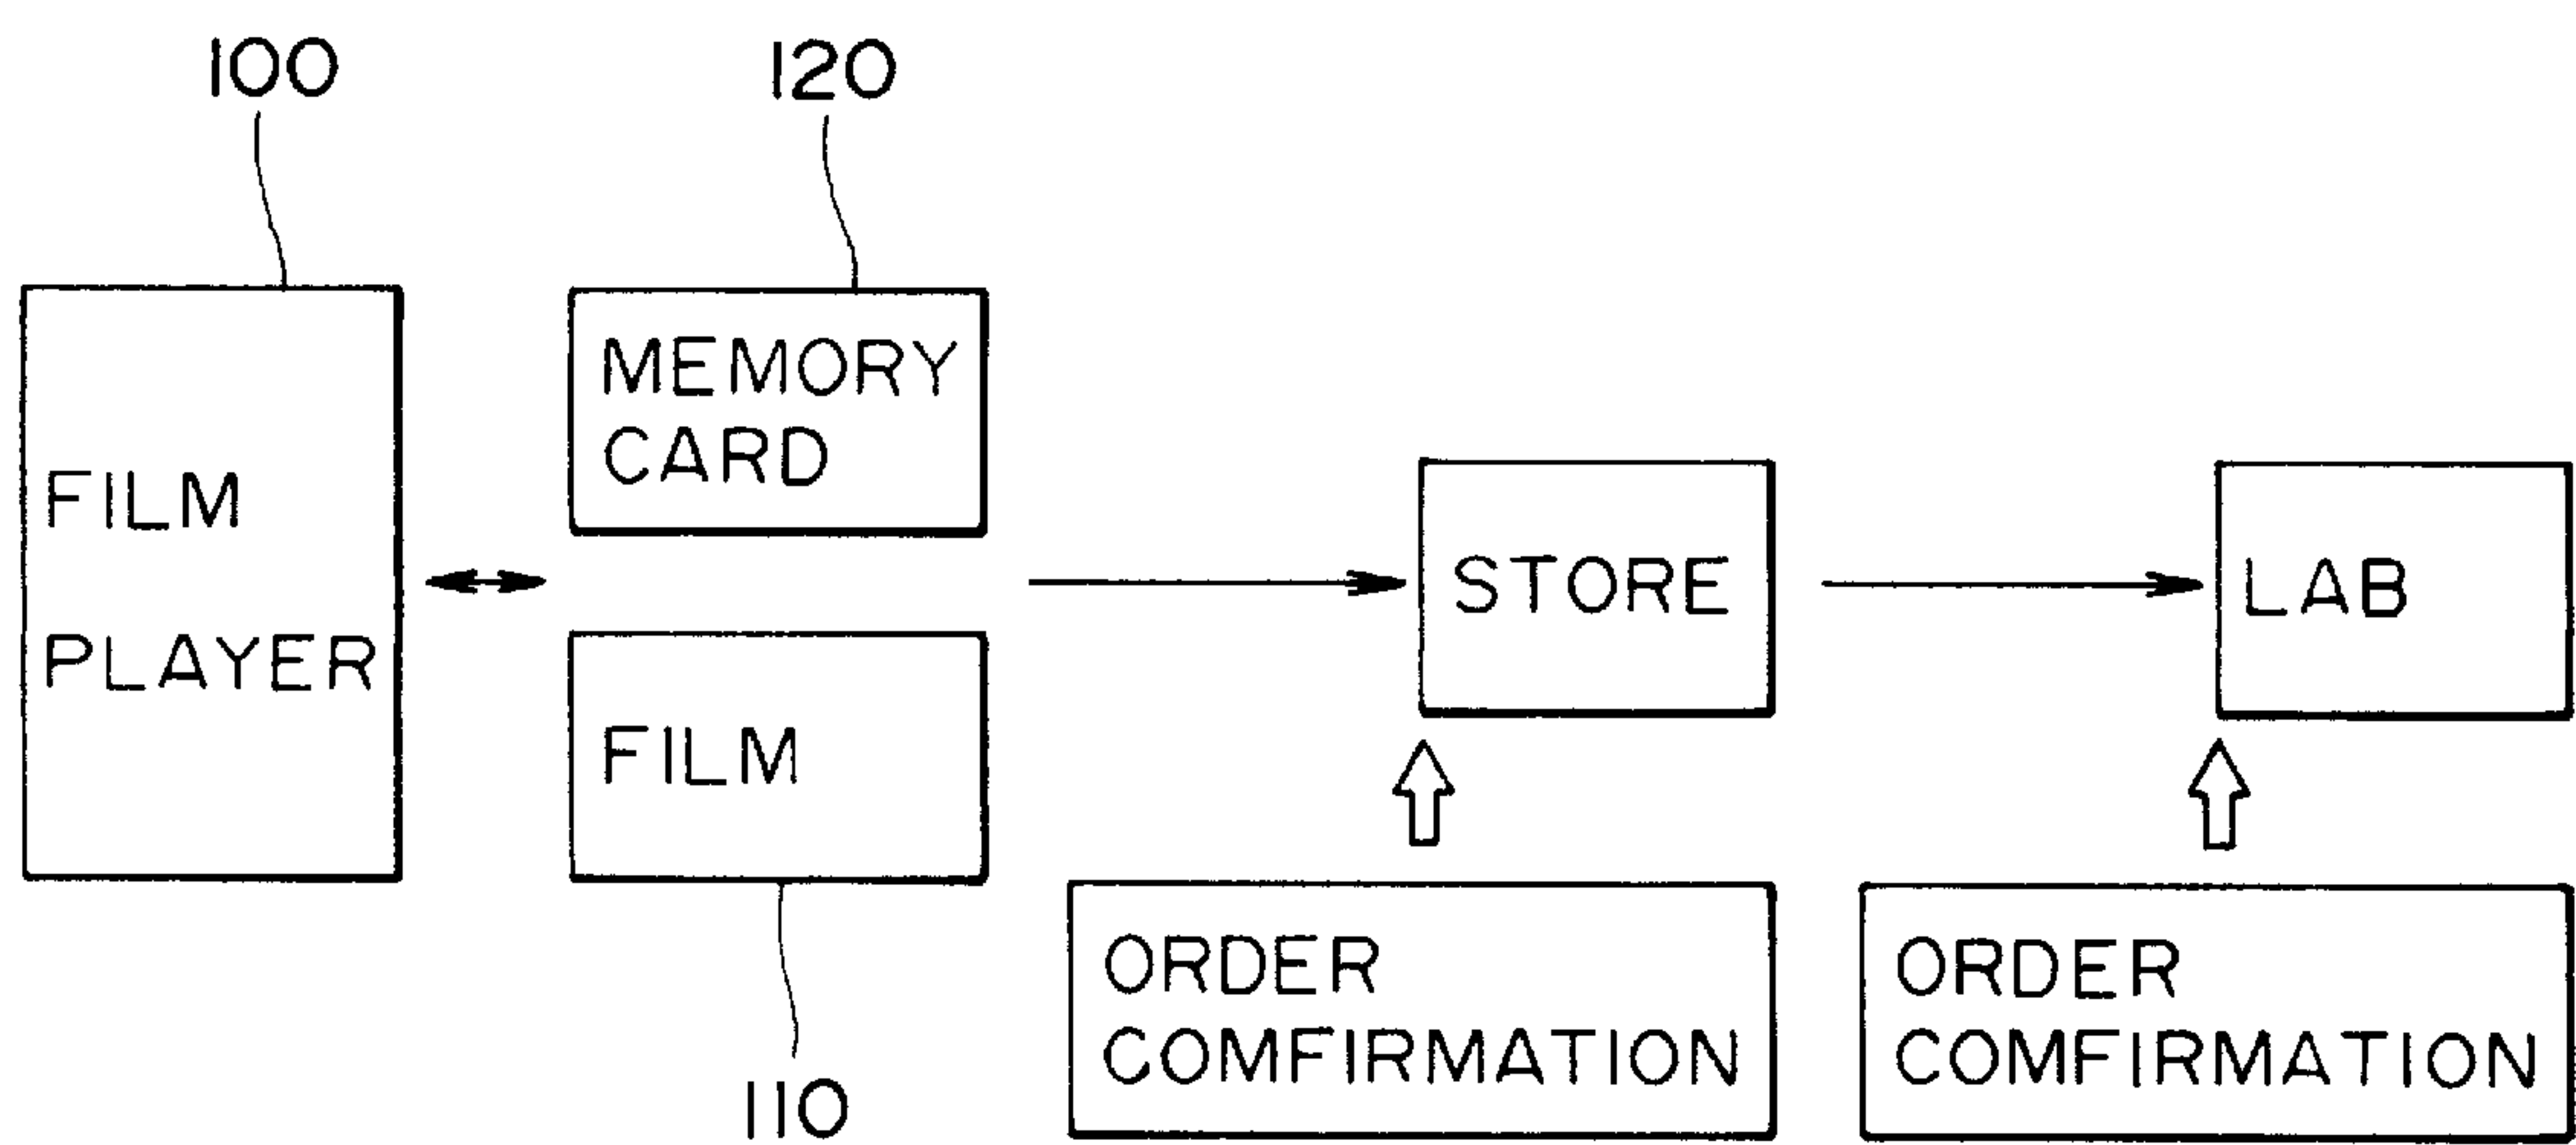 100
120
FILM
PLAYER
MEMORY
CARD
FILM
110
STORE
LAB
ORDER
COMFIRMATION
ORDER
COMFIRMATION